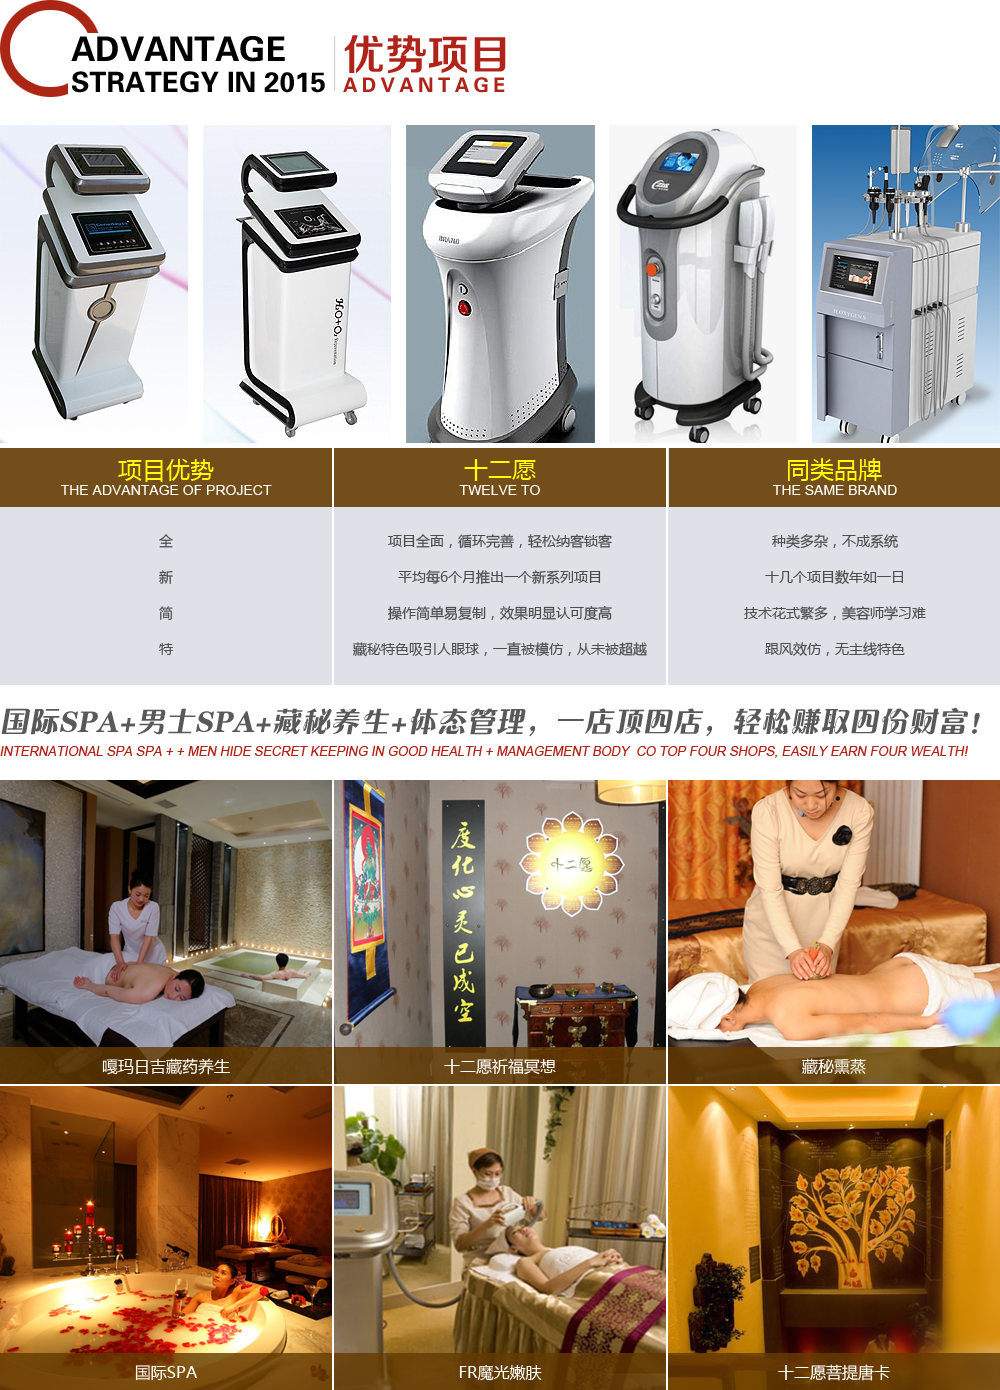 ADVANTAGE
STRATEGY IN 2015
优势项目
ADVANTAGE
H2O+O2
BRAND
项目优势
THE ADVANTAGE OF PROJECT
十二愿
TWELVE TO
同类品牌
THE SAME BRAND
全
项目全面，循环完善，轻松纳客锁客
种类多杂，不成系统
新
平均每6个月推出一个新系列项目
十几个项目数年如一日
简
操作简单易复制，效果明显认可度高
技术花式繁多，美容师学习难
特
藏秘特色吸引人眼球，一直被模仿，从未被超越
跟风效仿，无主线特色
国际SPA+男士SPA+藏秘养生+体态管理，一店顶四店，轻松赚取四份财富！
INTERNATIONAL SPA SPA + + MEN HIDE SECRET KEEPING IN GOOD HEALTH + MANAGEMENT BODY CO TOP FOUR SHOPS, EASILY EARN FOUR WEALTH!
度化心灵已成空
十二愿
嘎玛日吉藏药养生
十二愿祈福冥想
藏秘熏蒸
国际SPA
FR魔光嫩肤
十二愿菩提唐卡